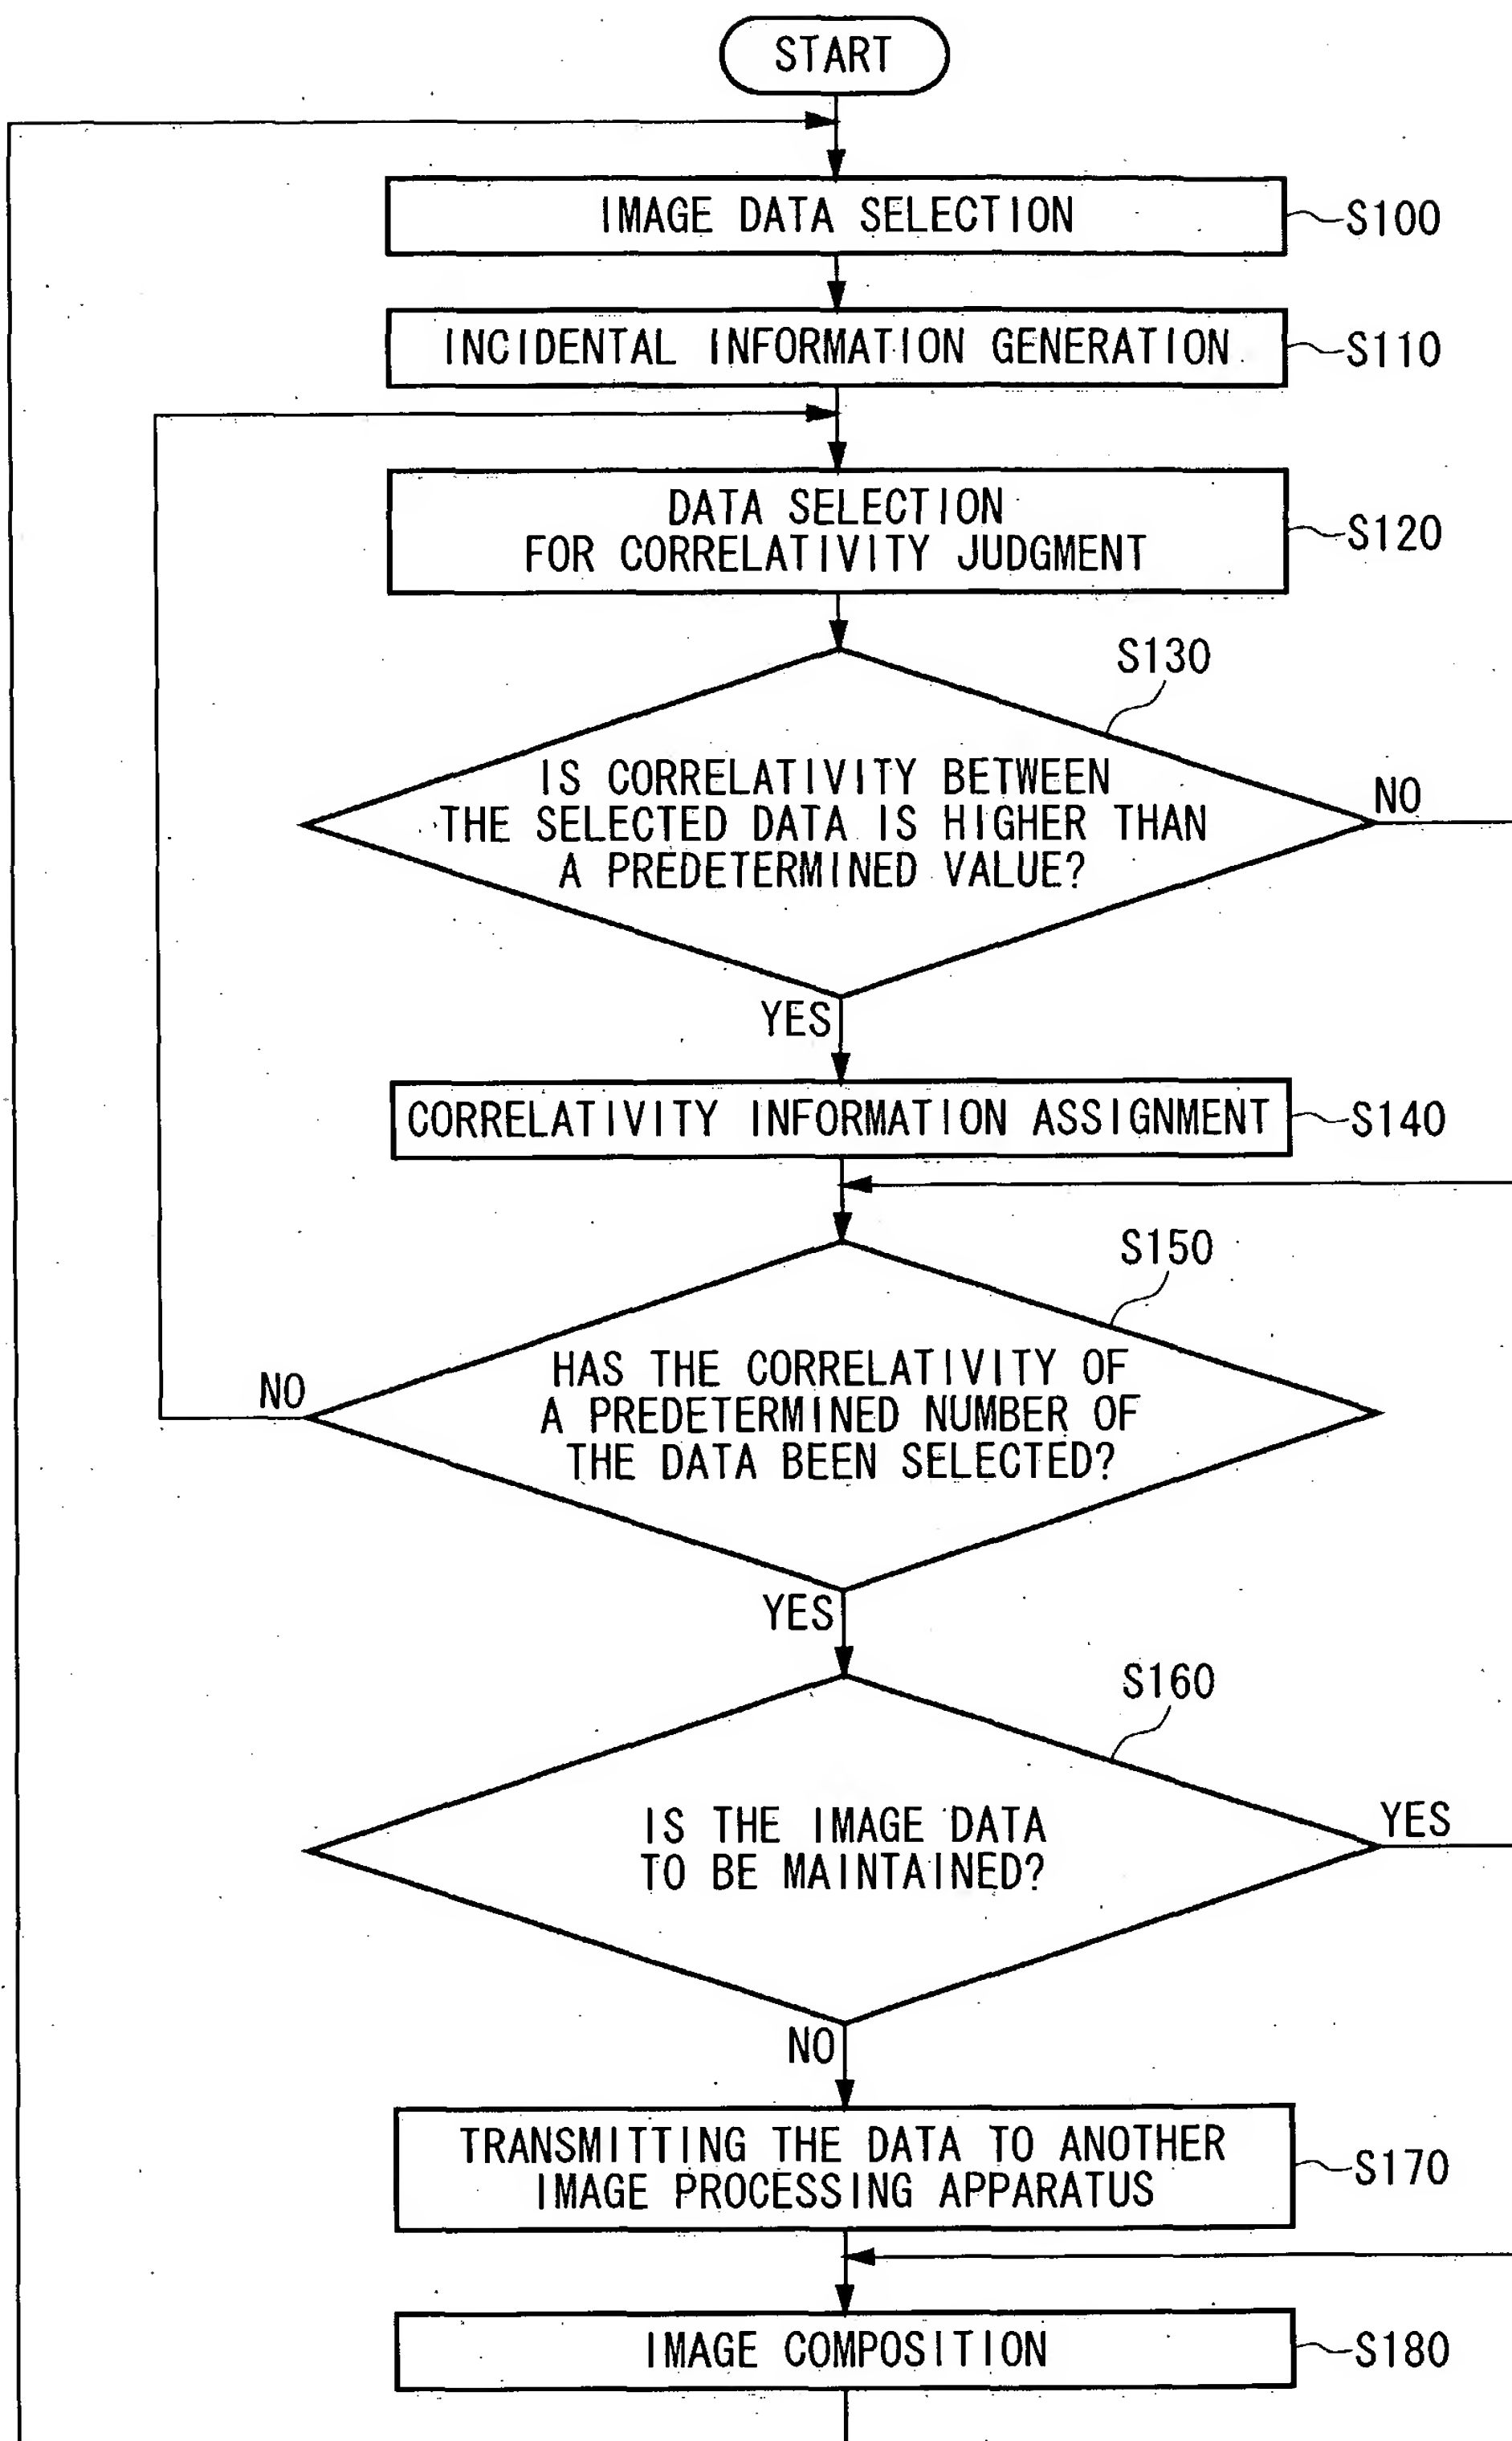 START
IMAGE DATA SELECTION
S100
INCIDENTAL INFORMATION GENERATION
S110
DATA SELECTION
FOR CORRELATIVITY JUDGMENT
S120
S130
IS CORRELATIVITY BETWEEN
THE SELECTED DATA IS HIGHER THAN
A PREDETERMINED VALUE?
NO
YES
CORRELATIVITY INFORMATION ASSIGNMENT
S140
S150
HAS THE CORRELATIVITY OF
A PREDETERMINED NUMBER OF
THE DATA BEEN SELECTED?
NO
YES
S160
IS THE IMAGE DATA
TO BE MAINTAINED?
YES
NO
TRANSMITTING THE DATA TO ANOTHER
IMAGE PROCESSING APPARATUS
S170
IMAGE COMPOSITION
S180